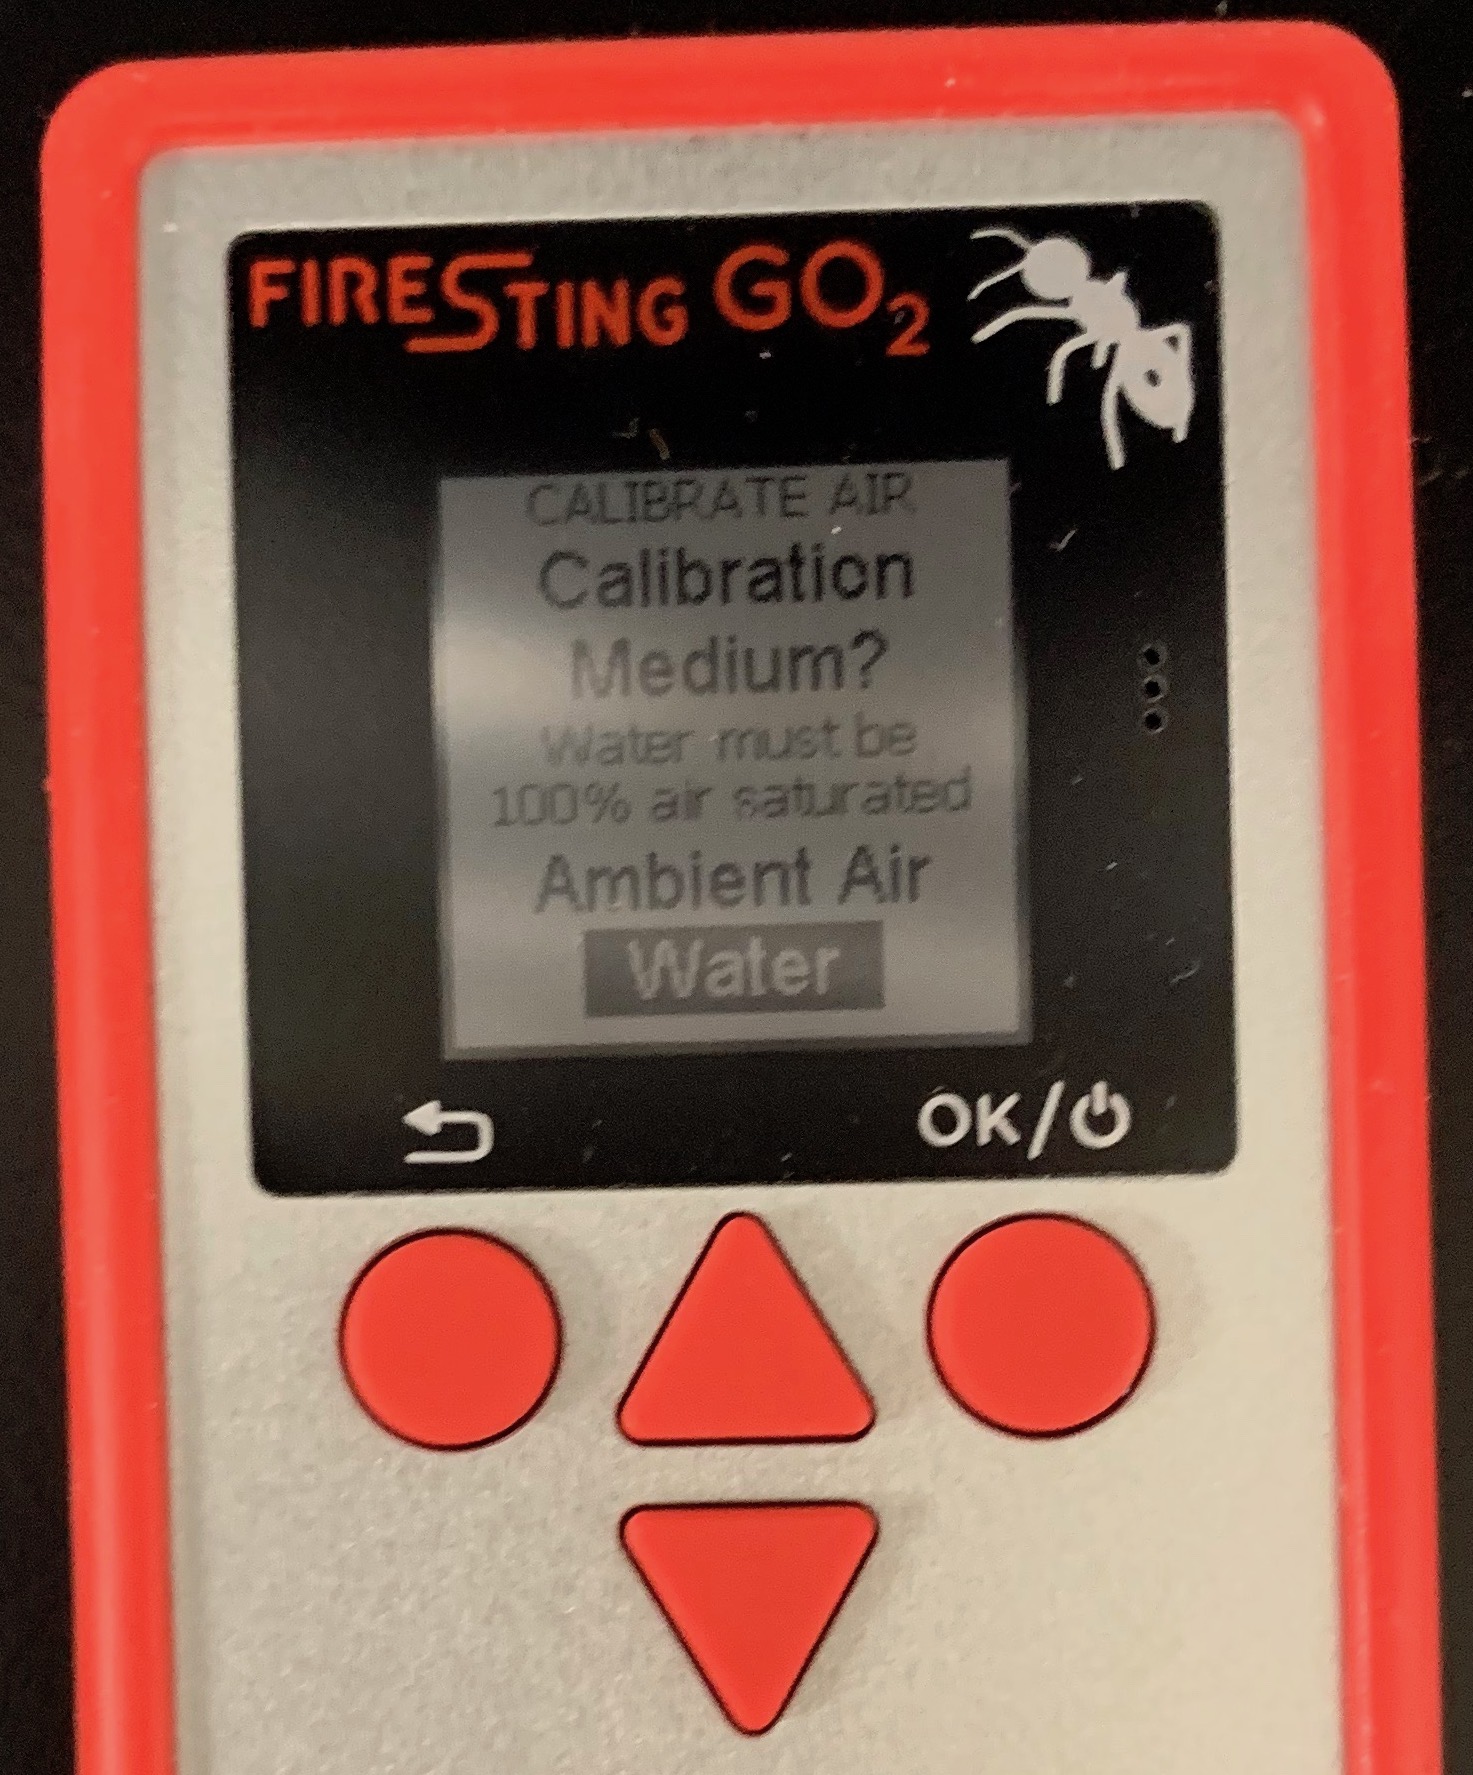 FIRESTING GO2
CALIBRATE AIR
Calibration
Medium?
Water must be
100% air saturated
Ambient Air
Water
OK/